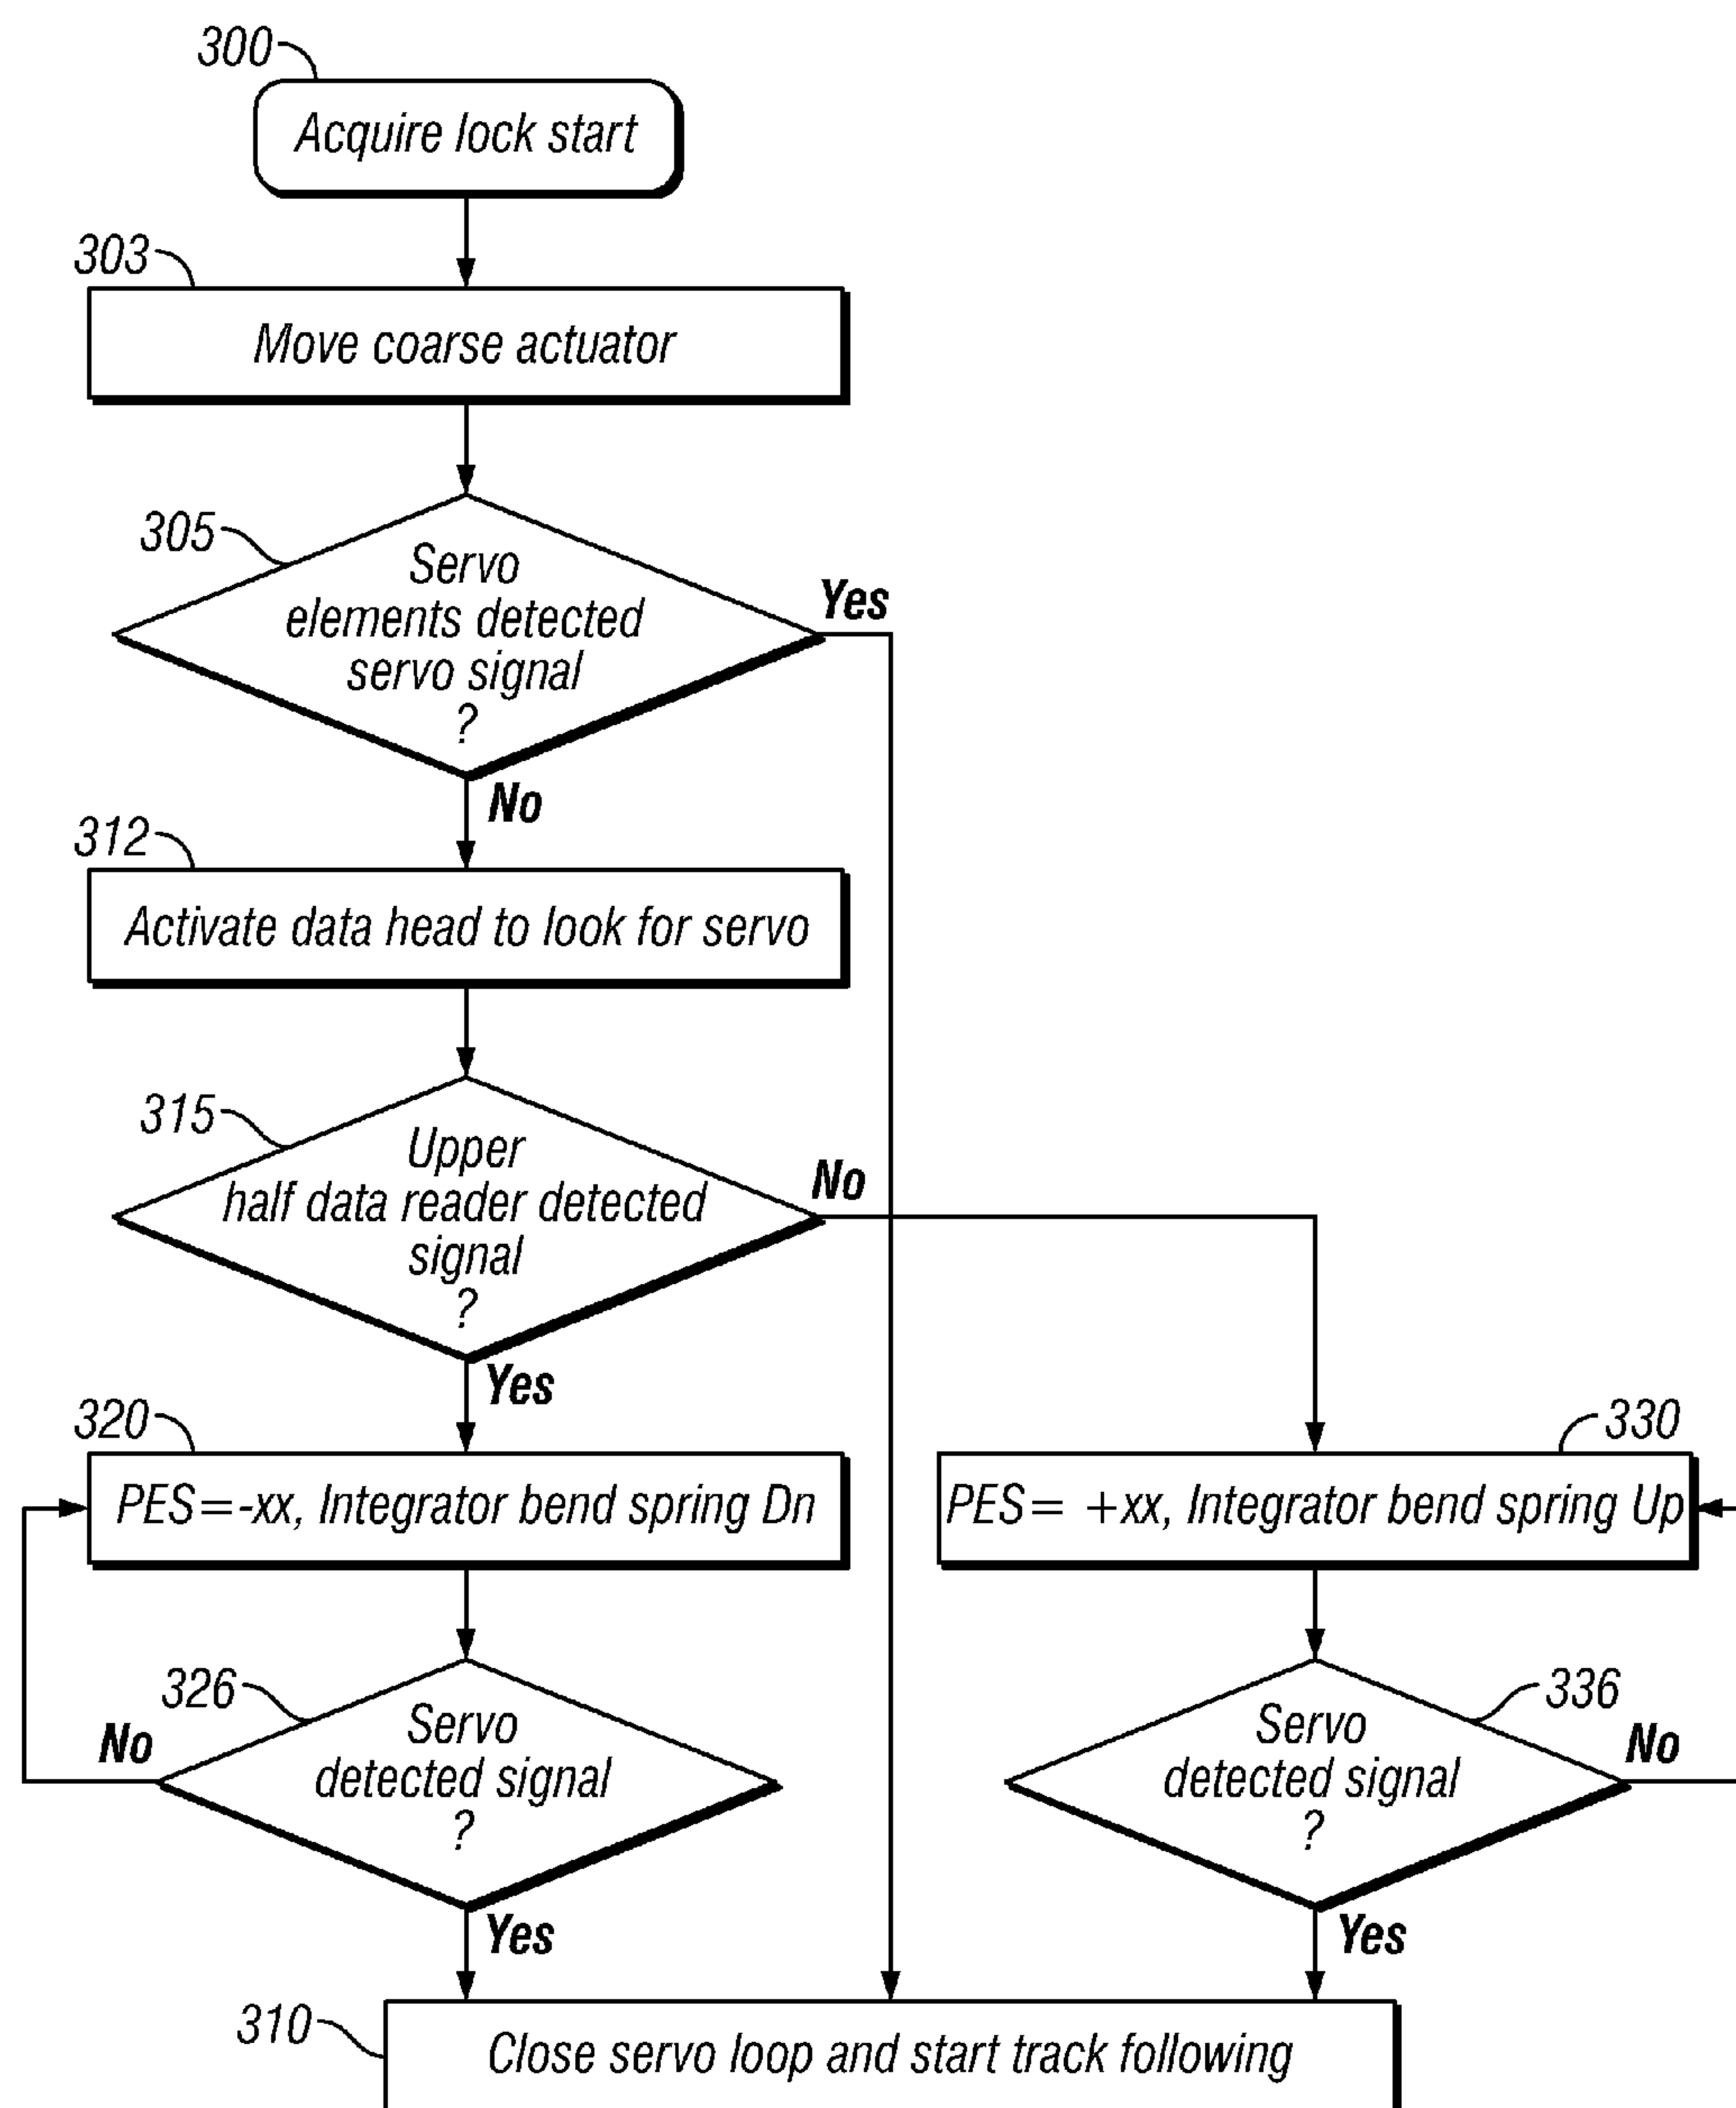 300
Acquire lock start
303
Move coarse actuator
305
Servo
elements detected
servo signal
?
Yes
No
312
Activate data head to look for servo
315
Upper
half data reader detected
signal
?
No
Yes
320
PES=-xx, Integrator bend spring Dn
330
PES= +xx, Integrator bend spring Up
326
Servo
detected signal
?
No
Yes
336
Servo
detected signal
?
No
Yes
310
Close servo loop and start track following